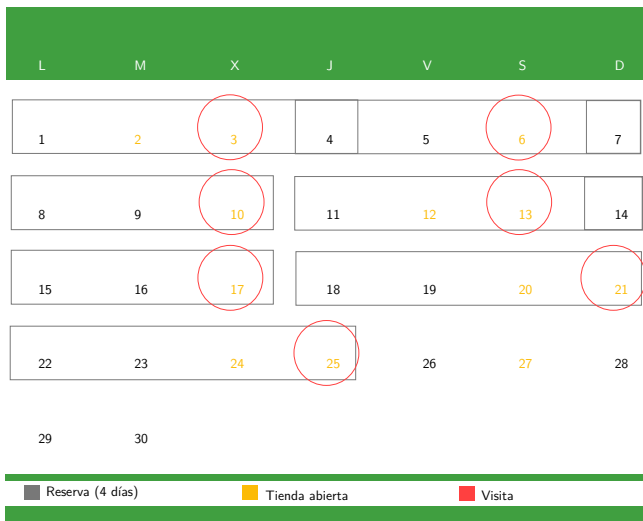 L M X J V S D
1 2 3 4 5 6 7
8 9 10 11 12 13 14
15 16 17 18 19 20 21
22 23 24 25 26 27 28
29 30
Reserva (4 días) Tienda abierta Visita